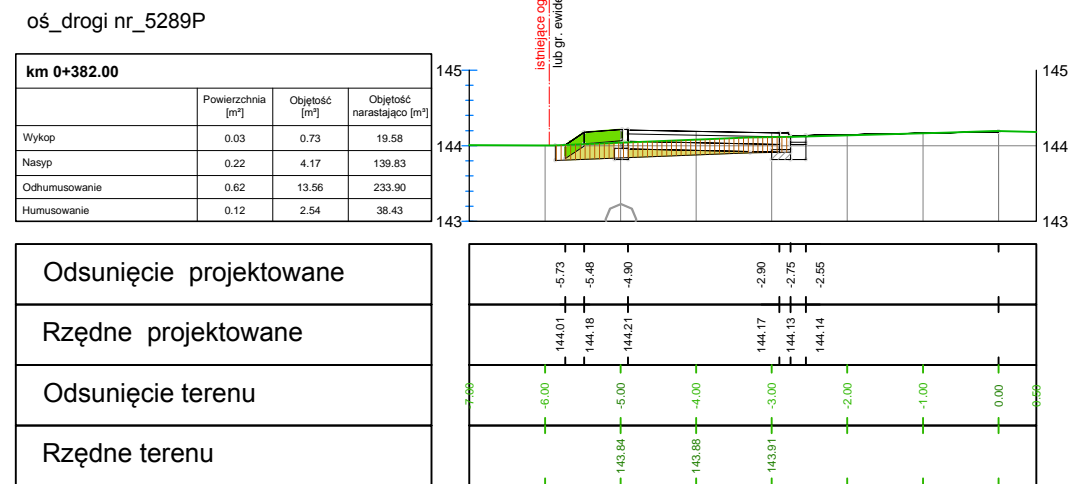 oś_drogi nr_5289P
istniejące
lub gr.
km 0+382.00
Powierzchnia [m²]
Objętość [m³]
Objętość narastająco [m³]
Wykop 0.03 0.73 19.58
Nasyp 0.22 4.17 139.83
Odhumusowanie 0.62 13.56 233.90
Humusowanie 0.12 2.54 38.43
145 145
144 144
143 143
Odsunięcie projektowane -5.73 -5.48 -4.90 -2.90 -2.75 -2.55
Rzędne projektowane 144.01 144.18 144.21 144.17 144.13 144.14
Odsunięcie terenu -7.00 -6.00 -5.00 -4.00 -3.00 -2.00 -1.00 0.00 0.50
Rzędne terenu 143.84 143.88 143.91